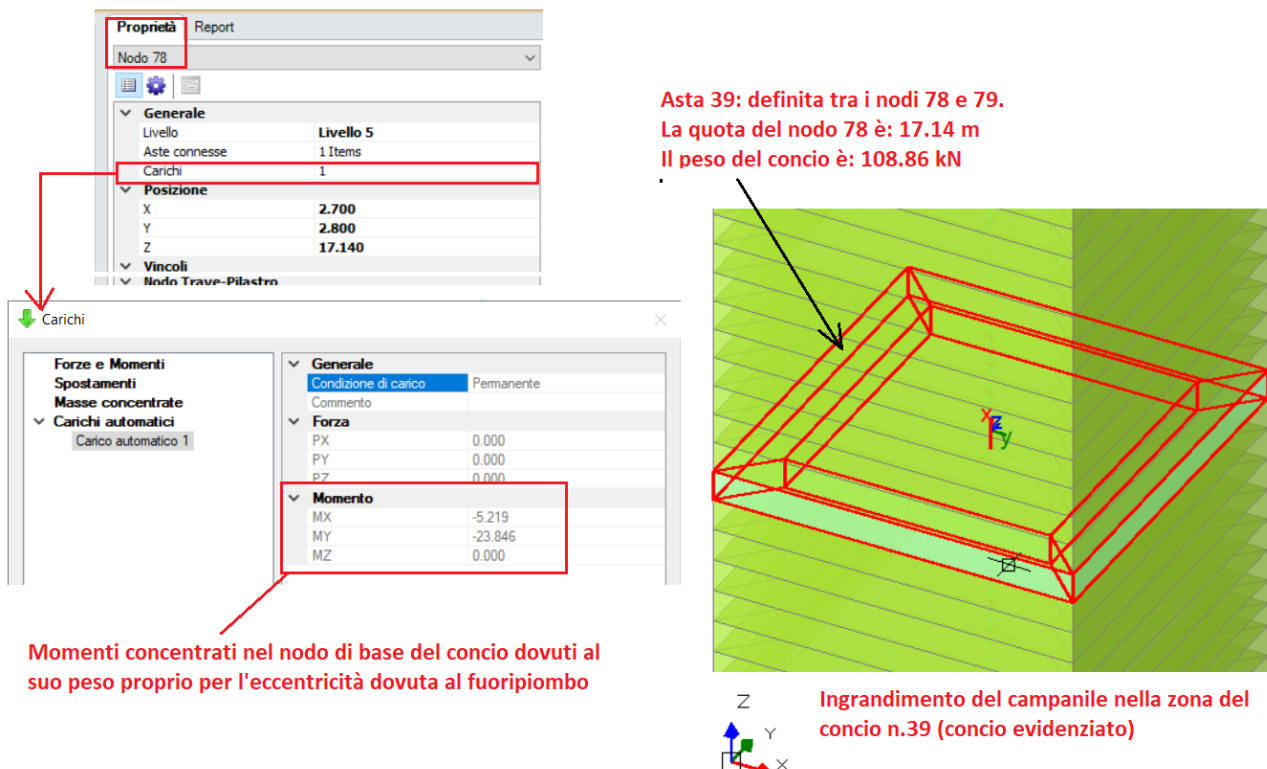 Proprietà Report
Nodo 78
Generale
Livello Livello 5
Aste connesse 1 Items
Carichi 1
Posizione
X 2.700
Y 2.800
Z 17.140
Vincoli
Nodo Trave-Pilastro
Asta 39: definita tra i nodi 78 e 79.
La quota del nodo 78 è: 17.14 m
Il peso del concio è: 108.86 kN
Carichi
Forze e Momenti
Spostamenti
Masse concentrate
Carichi automatici
Carico automatico 1
Generale
Condizione di carico Permanente
Commento
Forza
PX 0.000
PY 0.000
PZ 0.000
Momento
MX -5.219
MY -23.846
MZ 0.000
x
z
y
Momenti concentrati nel nodo di base del concio dovuti al
suo peso proprio per l'eccentricità dovuta al fuoripiombo
Z
Y
X
Ingrandimento del campanile nella zona del
concio n.39 (concio evidenziato)